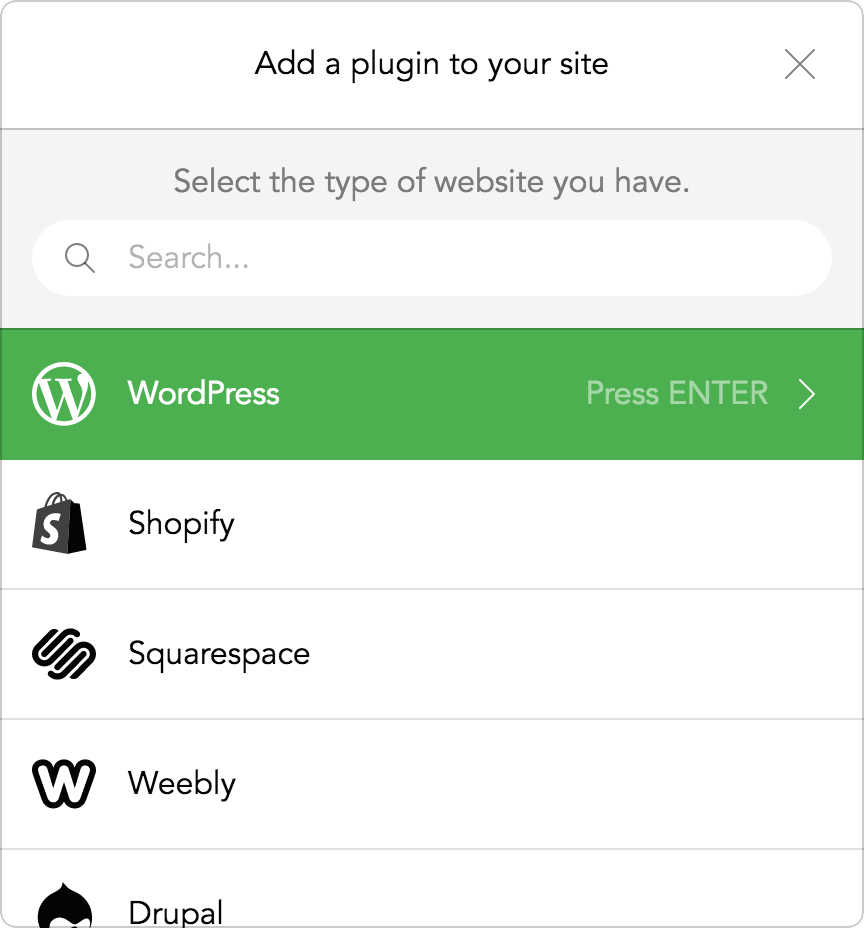 Add a plugin to your site
Select the type of website you have.
Search...
WordPress Press ENTER
Shopify
Squarespace
Weebly
Drupal